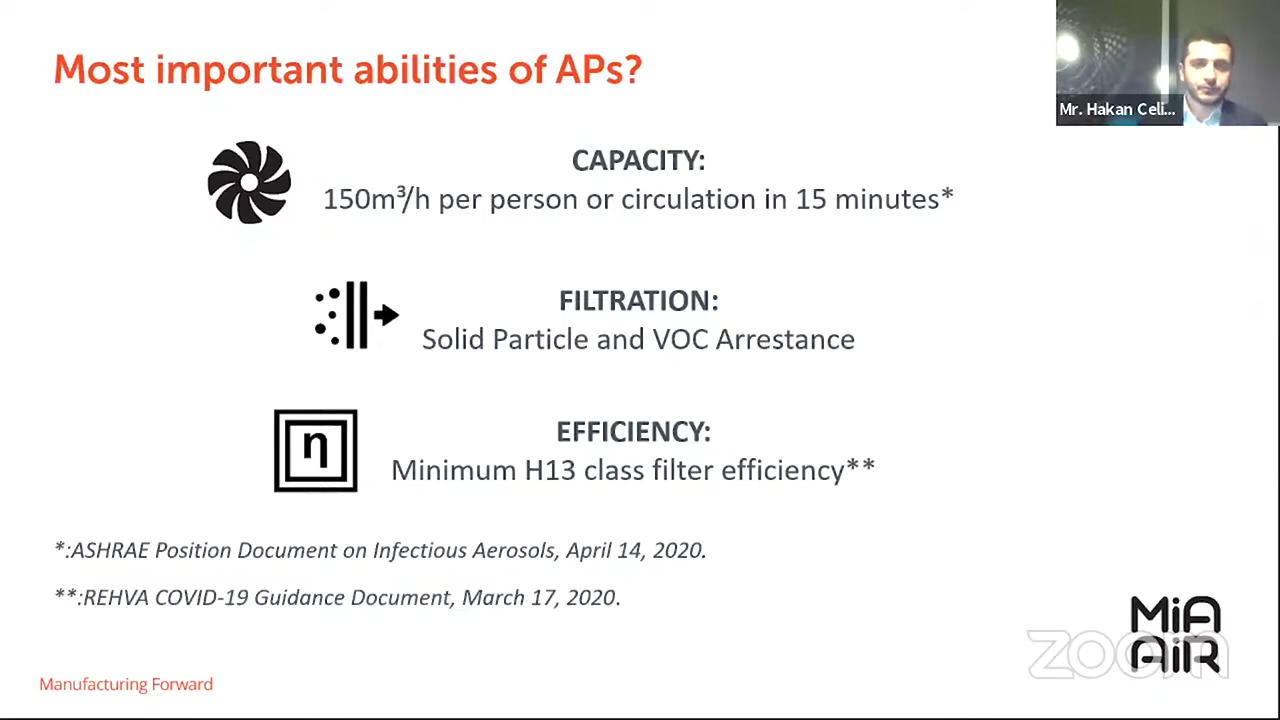 Most important abilities of APs?
Mr. Hakan Celi...
CAPACITY:
150m³/h per person or circulation in 15 minutes*
FILTRATION:
Solid Particle and VOC Arrestance
η
EFFICIENCY:
Minimum H13 class filter efficiency**
*:ASHRAE Position Document on Infectious Aerosols, April 14, 2020.
**:REHVA COVID-19 Guidance Document, March 17, 2020.
MiA
AiR
zoom
Manufacturing Forward